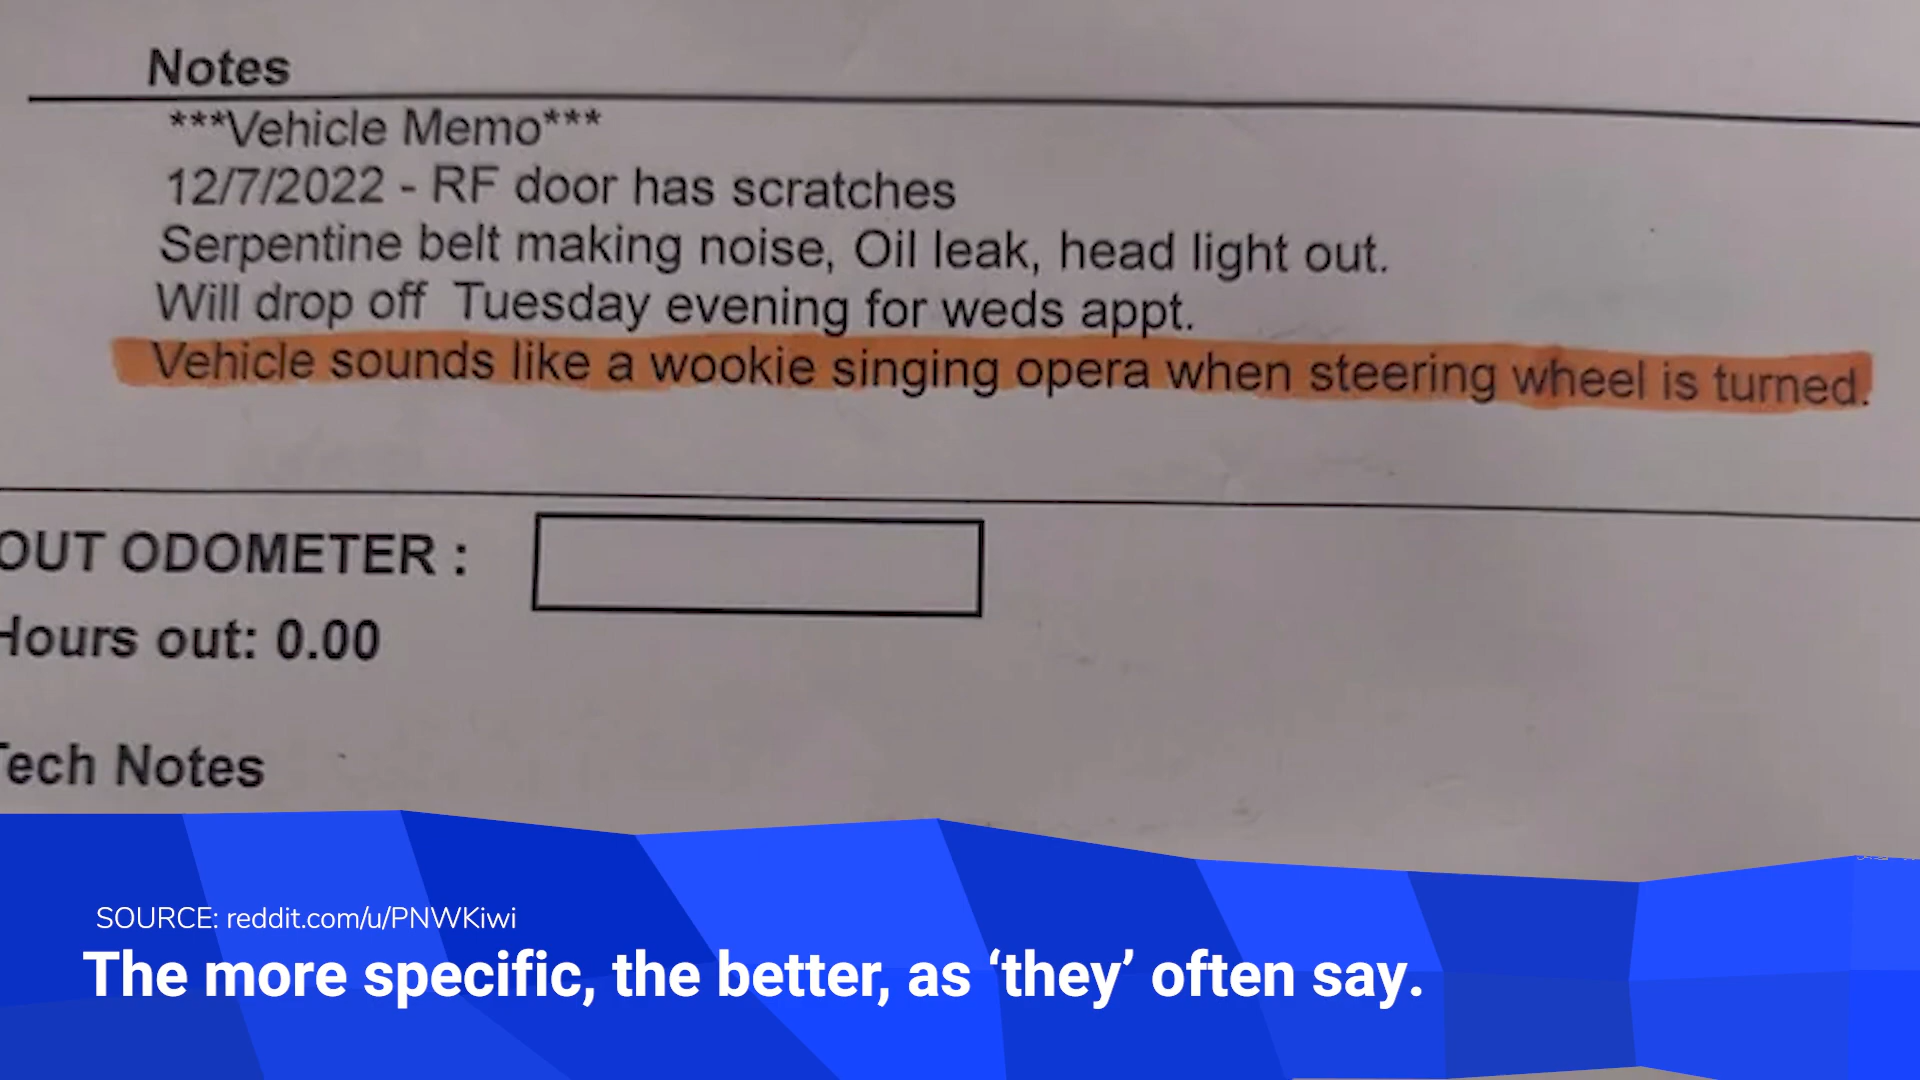 Notes
***Vehicle Memo***
12/7/2022 - RF door has scratches
Serpentine belt making noise, Oil leak, head light out.
Will drop off Tuesday evening for weds appt.
Vehicle sounds like a wookie singing opera when steering wheel is turned.
OUT ODOMETER :
Hours out: 0.00
Tech Notes
SOURCE: reddit.com/u/PNWKiwi
The more specific, the better, as ‘they’ often say.